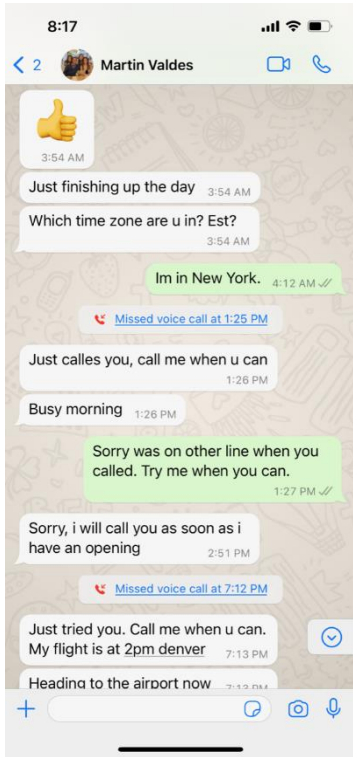 8:17
2
Martin Valdes
3:54 AM
Just finishing up the day 3:54 AM
Which time zone are u in? Est?
3:54 AM
Im in New York. 4:12 AM
Missed voice call at 1:25 PM
Just calles you, call me when u can
1:26 PM
Busy morning 1:26 PM
Sorry was on other line when you
called. Try me when you can.
1:27 PM
Sorry, i will call you as soon as i
have an opening 2:51 PM
Missed voice call at 7:12 PM
Just tried you. Call me when u can.
My flight is at 2pm denver 7:13 PM
Heading to the airport now 7:13 PM